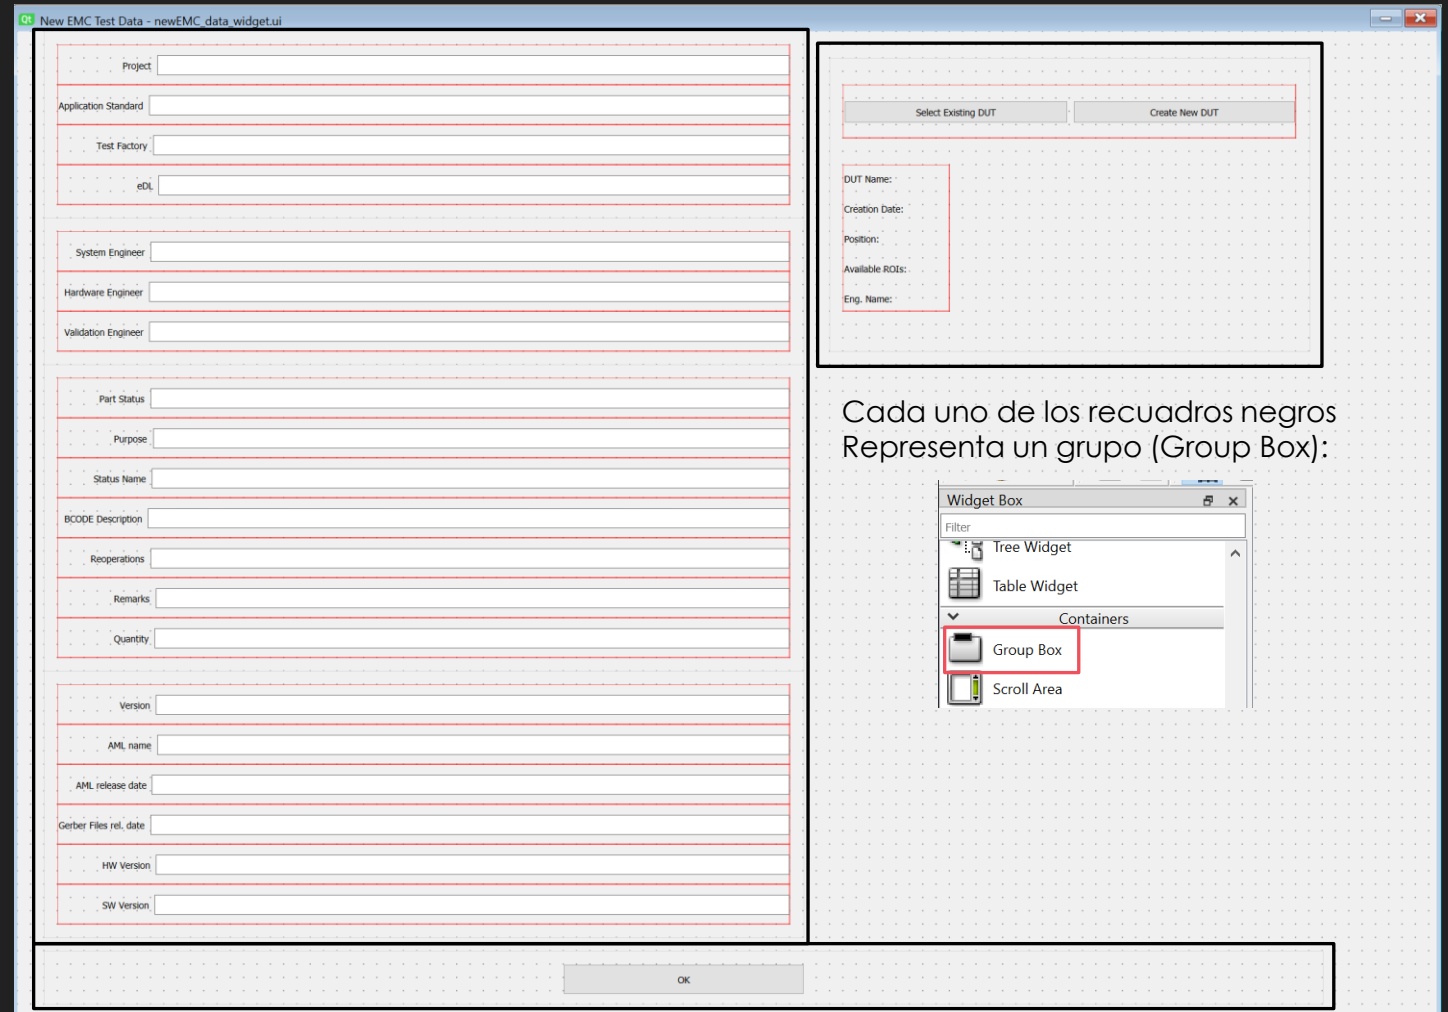 New EMC Test Data - newEMC_data_widget.ui
Project
Application Standard
Test Factory
eDL
System Engineer
Hardware Engineer
Validation Engineer
Part Status
Purpose
Status Name
BCODE Description
Reoperations
Remarks
Quantity
Version
AML name
AML release date
Gerber Files rel. date
HW Version
SW Version
Select Existing DUT
Create New DUT
DUT Name:
Creation Date:
Position:
Available ROIs:
Eng. Name:
Cada uno de los recuadros negros
Representa un grupo (Group Box):
Widget Box
Filter
Tree Widget
Table Widget
Containers
Group Box
Scroll Area
OK